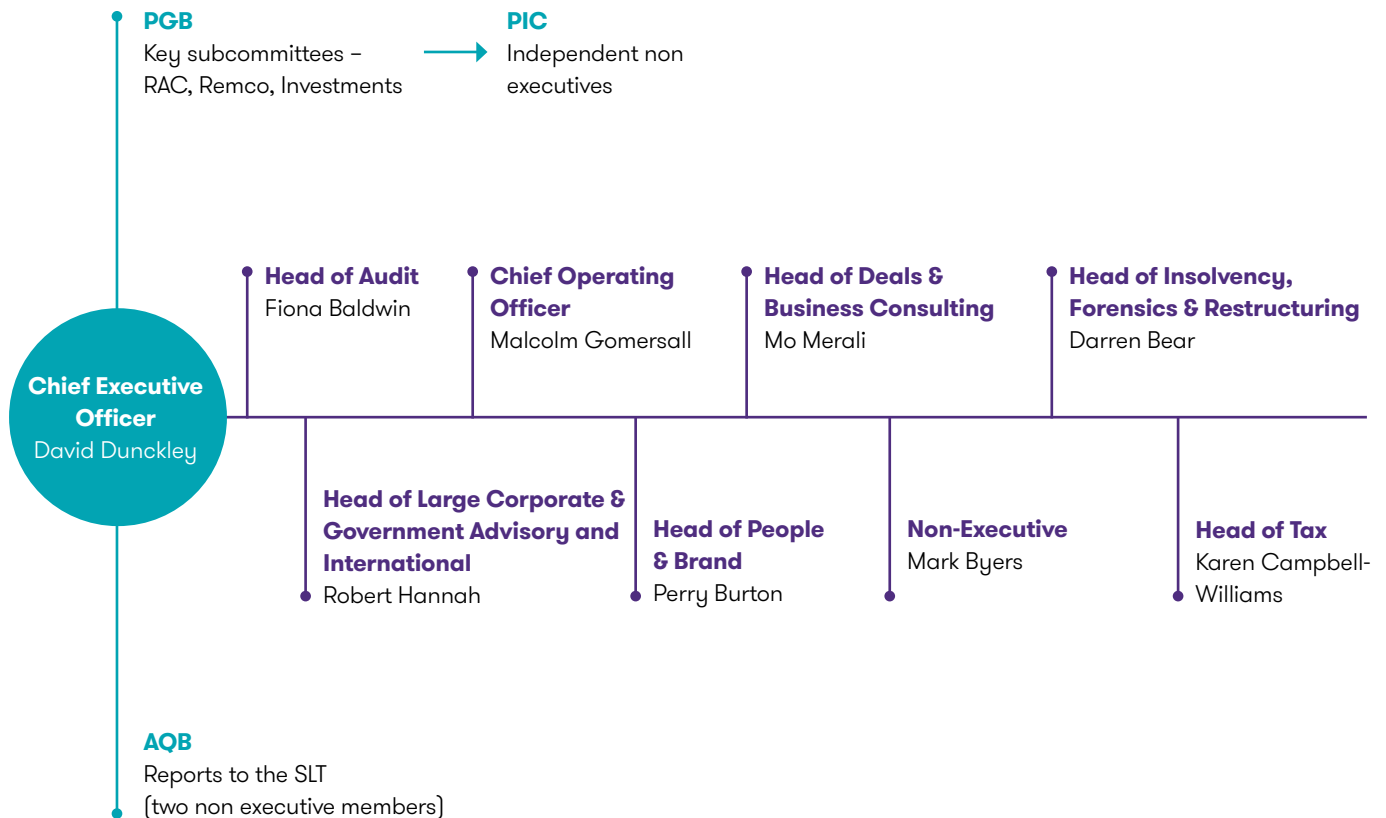 PGB
Key subcommittees –
RAC, Remco, Investments
PIC
Independent non
executives
Head of Audit
Fiona Baldwin
Chief Operating
Officer
Malcolm Gomersall
Head of Deals &
Business Consulting
Mo Merali
Head of Insolvency,
Forensics & Restructuring
Darren Bear
Chief Executive
Officer
David Dunckley
Head of Large Corporate &
Government Advisory and
International
Robert Hannah
Head of People
& Brand
Perry Burton
Non-Executive
Mark Byers
Head of Tax
Karen Campbell-
Williams
AQB
Reports to the SLT
(two non executive members)